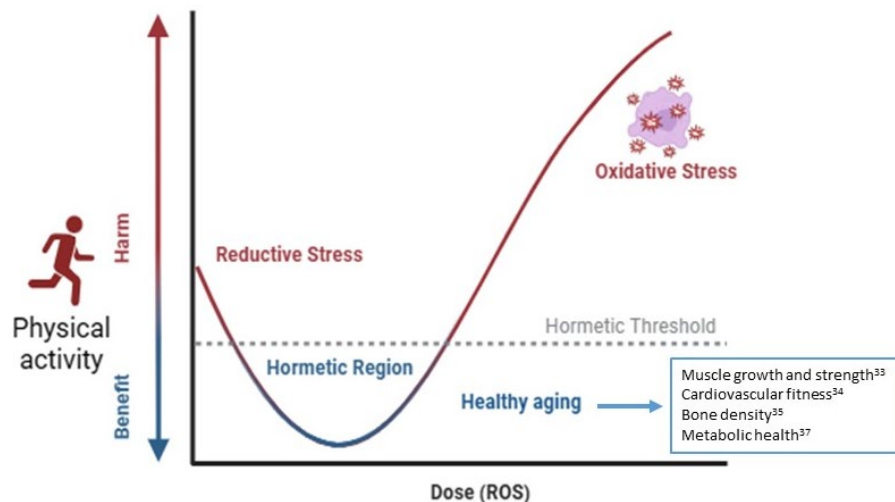 Harm
Benefit
Physical
activity
Reductive Stress
Oxidative Stress
Hormetic Threshold
Hormetic Region
Healthy aging
Muscle growth and strength³³
Cardiovascular fitness³⁴
Bone density³⁵
Metabolic health³⁷
Dose (ROS)